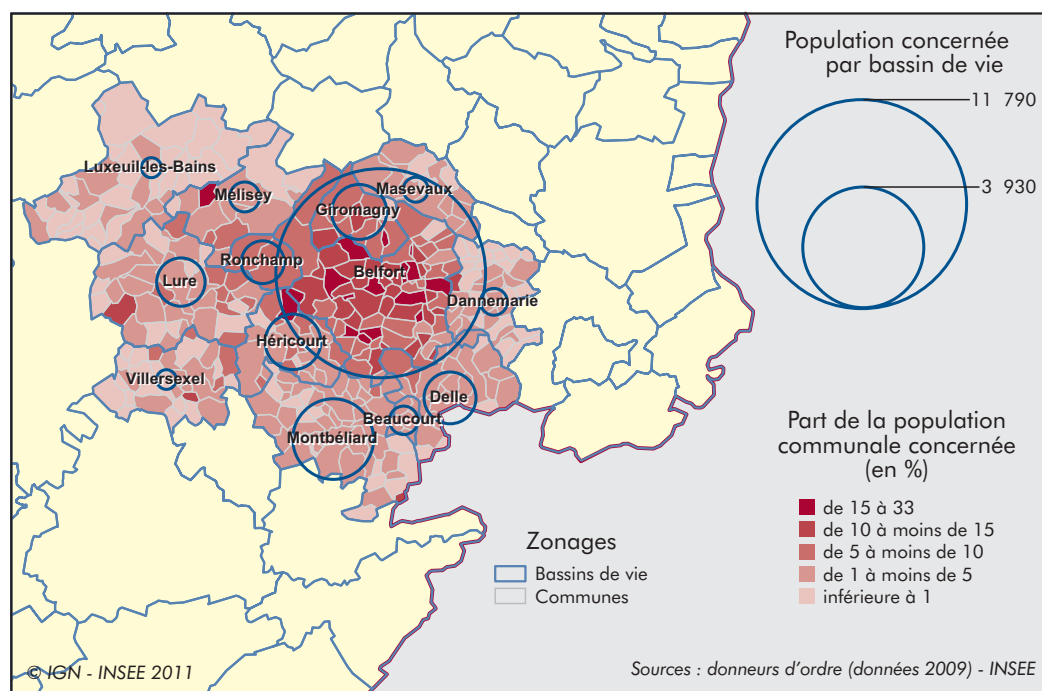 Population concernée
par bassin de vie
11 790
3 930
Luxeuil-les-Bains
Mélisey
Masevaux
Giromagny
Ronchamp
Belfort
Lure
Dannemarie
Héricourt
Villersexel
Delle
Beaucourt
Montbéliard
Part de la population
communale concernée
(en %)
de 15 à 33
de 10 à moins de 15
de 5 à moins de 10
de 1 à moins de 5
inférieure à 1
Zonages
Bassins de vie
Communes
© IGN - INSEE 2011
Sources : donneurs d'ordre (données 2009) - INSEE